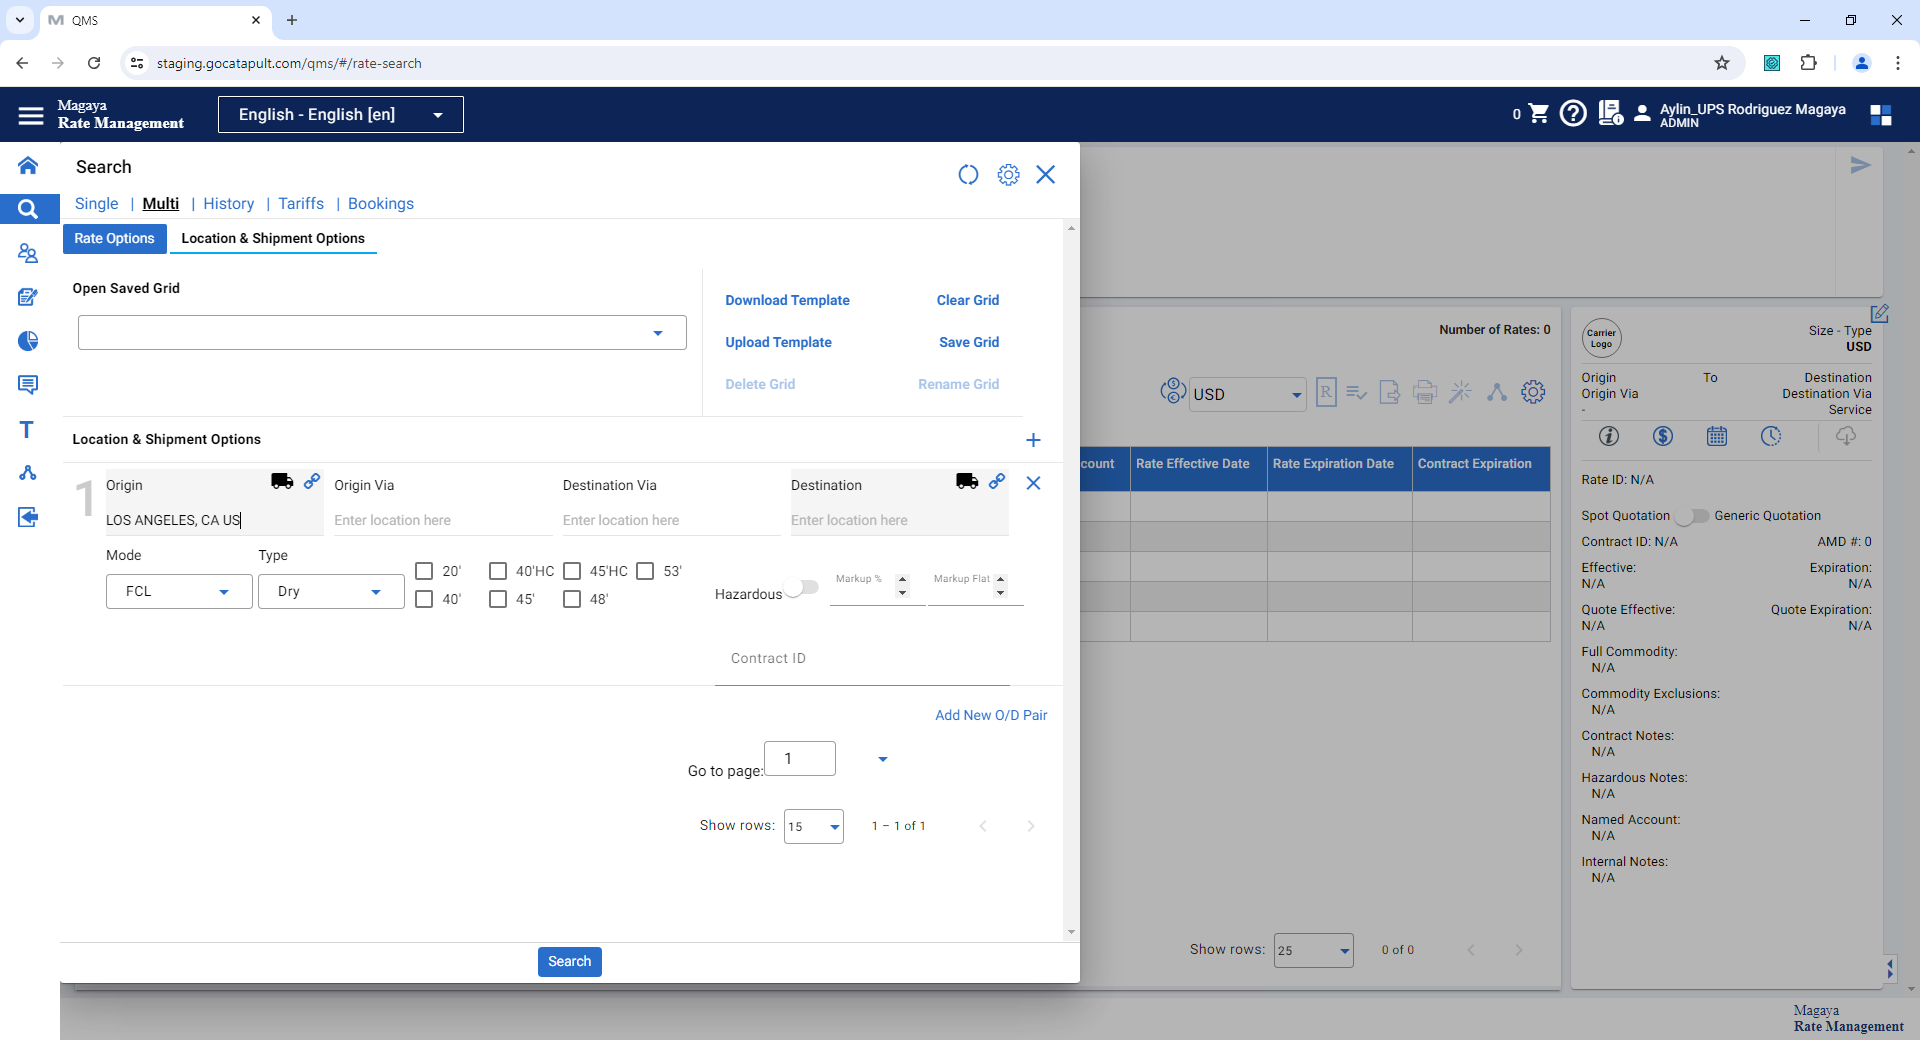 QMS
staging.gocatapult.com/qms/#/rate-search
Magaya
Rate Management
English - English [en]
0
Aylin_UPS Rodriguez Magaya
ADMIN
Search
Single | Multi | History | Tariffs | Bookings
Rate Options
Location & Shipment Options
Open Saved Grid
Download Template
Clear Grid
Upload Template
Save Grid
Delete Grid
Rename Grid
Location & Shipment Options
1
Origin
Origin Via
Destination Via
Destination
LOS ANGELES, CA US
Enter location here
Enter location here
Enter location here
Mode
Type
FCL
Dry
20'
40'HC
45'HC
53'
40'
45'
48'
Hazardous
Markup %
Markup Flat
Contract ID
Add New O/D Pair
Go to page:
1
Show rows:
15
1 – 1 of 1
Search
Number of Rates: 0
USD
R
count
Rate Effective Date
Rate Expiration Date
Contract Expiration
Show rows:
25
0 of 0
Carrier
Logo
Size - Type
USD
Origin
To
Destination
Origin Via
Destination Via
-
Service
Rate ID: N/A
Spot Quotation
Generic Quotation
Contract ID: N/A
AMD #: 0
Effective:
Expiration:
N/A
N/A
Quote Effective:
Quote Expiration:
N/A
N/A
Full Commodity:
N/A
Commodity Exclusions:
N/A
Contract Notes:
N/A
Hazardous Notes:
N/A
Named Account:
N/A
Internal Notes:
N/A
Magaya
Rate Management